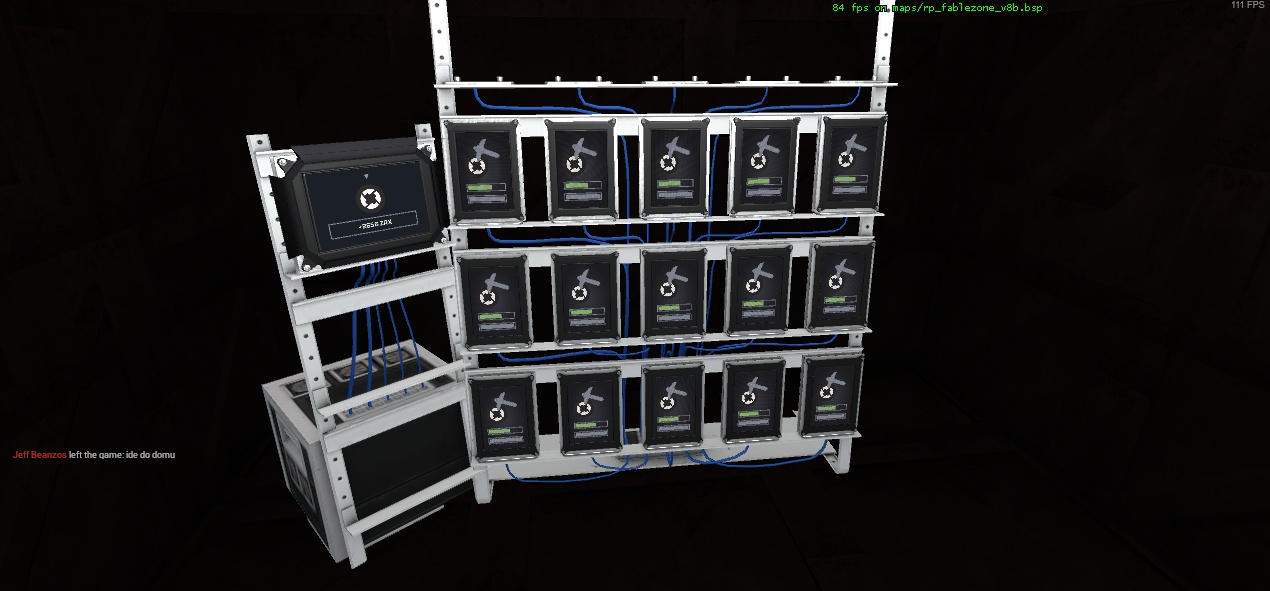 84 fps on maps/rp_fablezone_v8b.bsp
111 FPS
Jeff Beanzos left the game: ide do domu